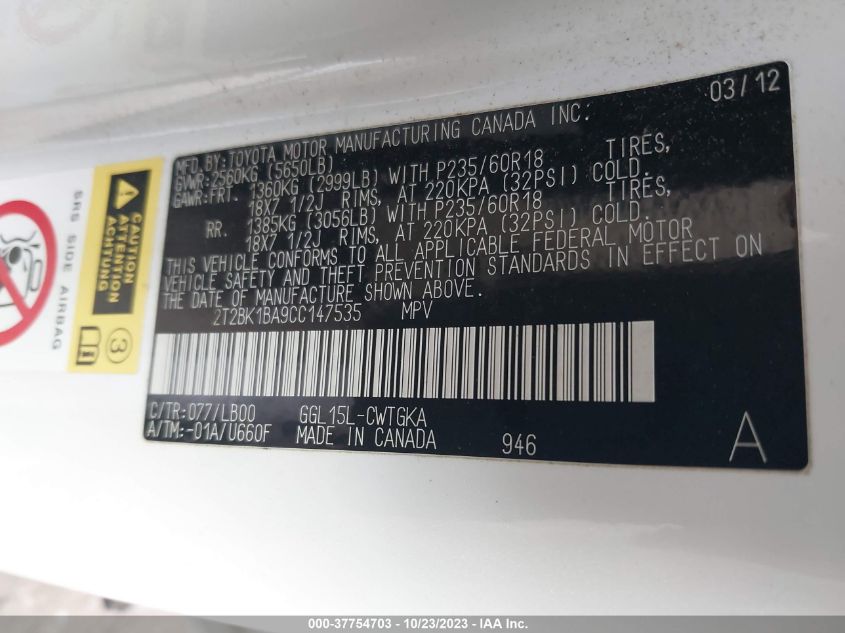 03/12
MFD.BY:TOYOTA MOTOR MANUFACTURING CANADA INC:
GVWR:2560KG (5650LB)
GAWR:FRT. 1360KG (2999LB) WITH P235/60R18 TIRES,
18X7 1/2J RIMS, AT 220KPA (32PSI) COLD.
RR. 1385KG (3056LB) WITH P235/60R18 TIRES,
18X7 1/2J RIMS, AT 220KPA (32PSI) COLD.
THIS VEHICLE CONFORMS TO ALL APPLICABLE FEDERAL MOTOR
VEHICLE SAFETY AND THEFT PREVENTION STANDARDS IN EFFECT ON
THE DATE OF MANUFACTURE SHOWN ABOVE.
2T2BK1BA9CC147535 MPV
C/TR:077/LB00 GGL15L-CWTGKA
A/TM:-01A/U660F MADE IN CANADA 946
A
CAUTION
ATTENTION
ACHTUNG
SRS SIDE AIRBAG
3
000-37754703 - 10/23/2023 - IAA Inc.